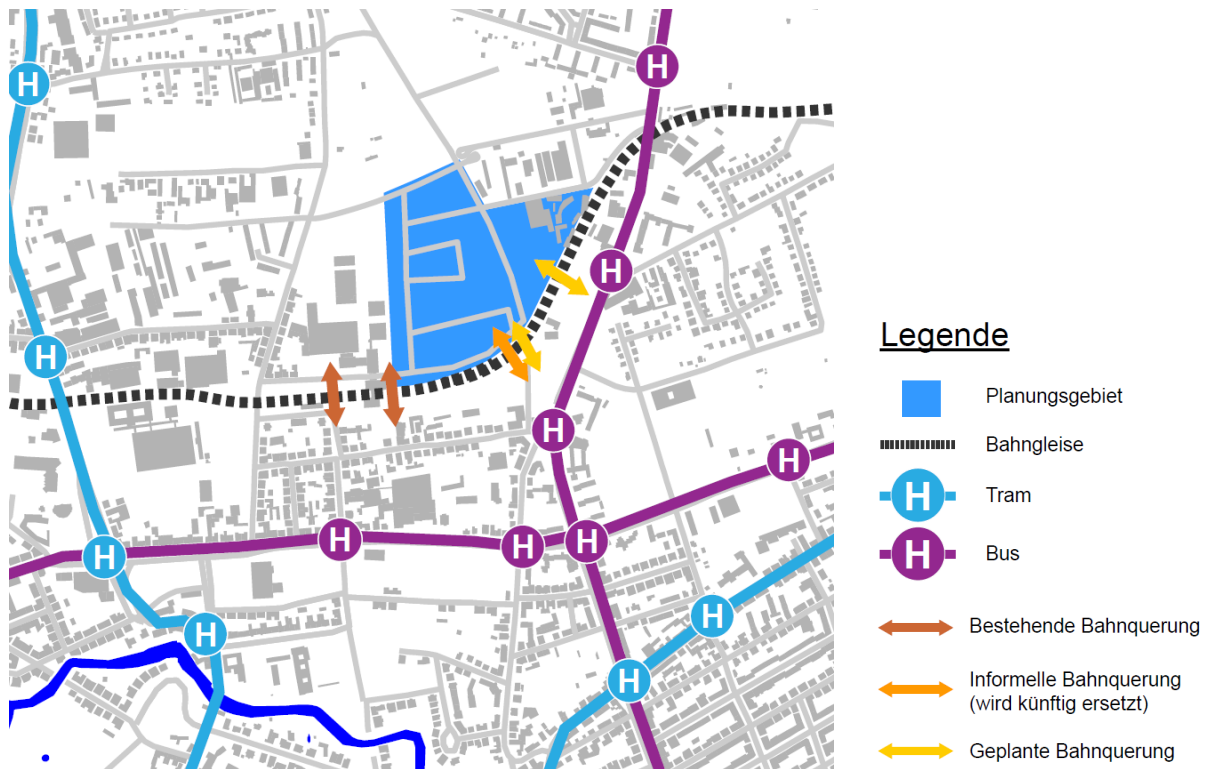 H
H
H
H
H
H
H
H
H
H
H
H
H
Legende
Planungsgebiet
Bahngleise
H Tram
H Bus
Bestehende Bahnquerung
Informelle Bahnquerung
(wird künftig ersetzt)
Geplante Bahnquerung